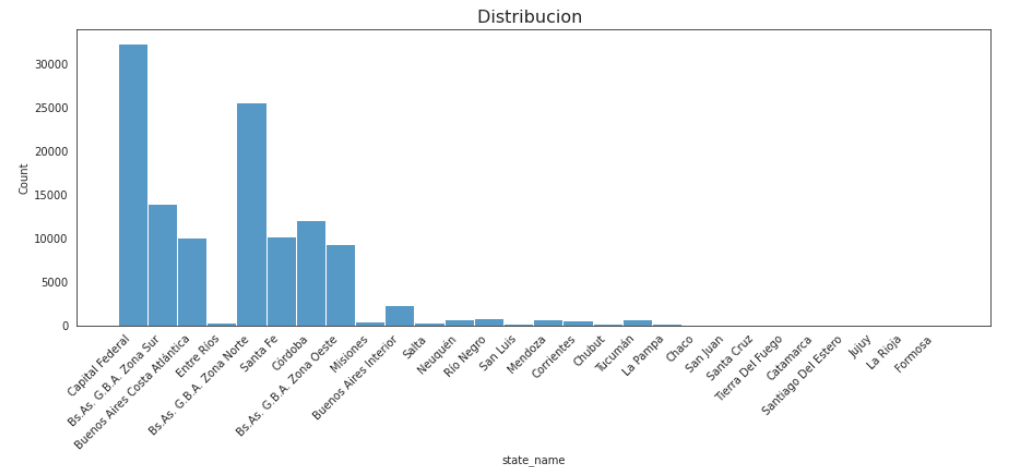 Distribucion
Count
30000
25000
20000
15000
10000
5000
0
Capital Federal
Bs.As. G.B.A. Zona Sur
Buenos Aires Costa Atlántica
Entre Ríos
Bs.As. G.B.A. Zona Norte
Santa Fe
Córdoba
Bs.As. G.B.A. Zona Oeste
Misiones
Buenos Aires Interior
Salta
Neuquén
Río Negro
San Luis
Mendoza
Corrientes
Chubut
Tucumán
La Pampa
Chaco
San Juan
Santa Cruz
Tierra Del Fuego
Catamarca
Santiago Del Estero
Jujuy
La Rioja
Formosa
state_name